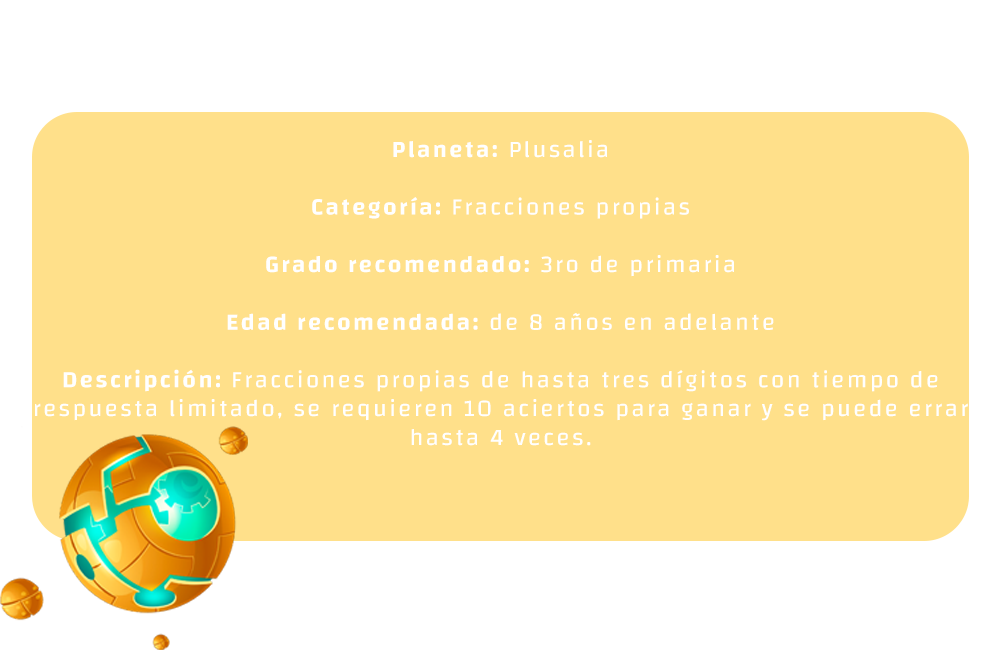 Planeta: Plusalia
Categoría: Fracciones propias
Grado recomendado: 3ro de primaria
Edad recomendada: de 8 años en adelante
Descripción: Fracciones propias de hasta tres dígitos con tiempo de
respuesta limitado, se requieren 10 aciertos para ganar y se puede errar
hasta 4 veces.